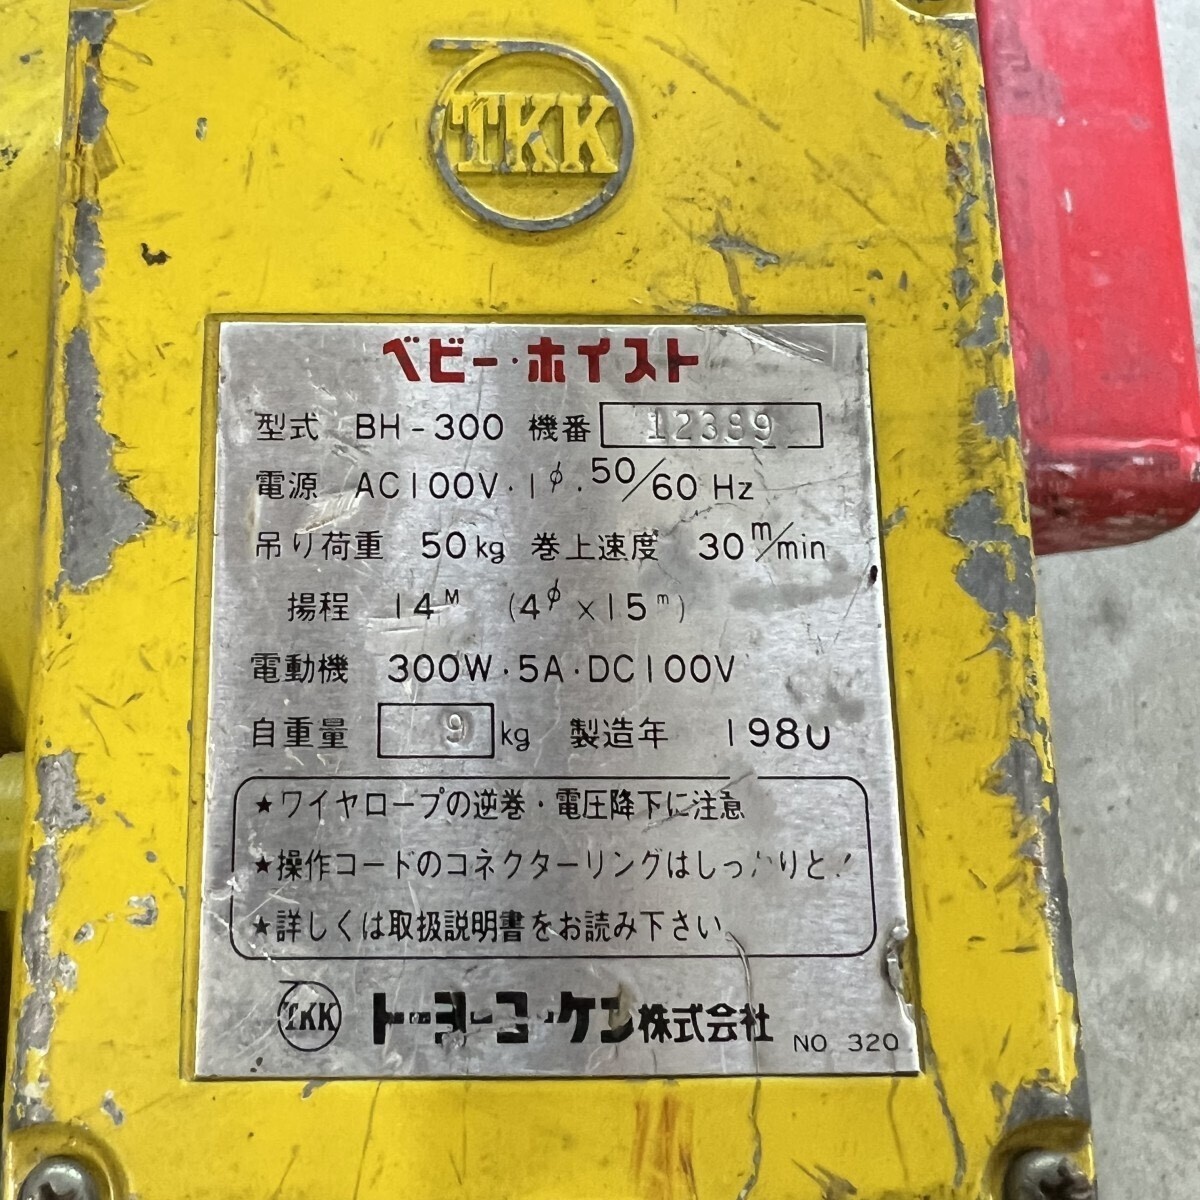 TKK
ベビー・ホイスト
型式 BH-300 機番 12389
電源 AC100V・1φ・50/60 Hz
吊り荷重 50kg 巻上速度 30m/min
揚程 14M (4φ×15m)
電動機 300W・5A・DC100V
自重量 9 kg 製造年 1980
★ワイヤロープの逆巻・電圧降下に注意
★操作コードのコネクターリングはしっかりと!
★詳しくは取扱説明書をお読み下さい
TKK トーヨーコーケン株式会社 NO 320